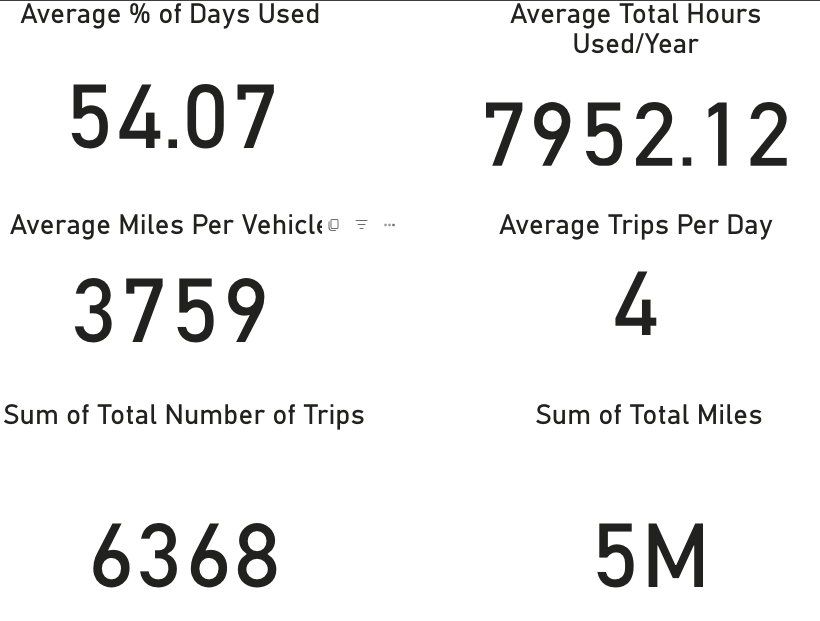 Average % of Days Used
54.07
Average Total Hours
Used/Year
7952.12
Average Miles Per Vehicle
3759
Average Trips Per Day
4
Sum of Total Number of Trips
6368
Sum of Total Miles
5M